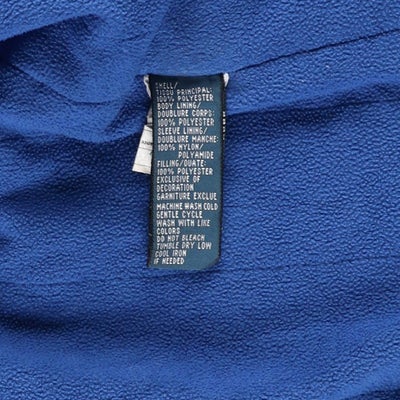 SHELL/
TISSU PRINCIPAL:
100% POLYESTER
BODY LINING/
DOUBLURE CORPS:
100% POLYESTER
SLEEVE LINING/
DOUBLURE MANCHE:
100% NYLON/
POLYAMIDE
FILLING/OUATE:
100% POLYESTER
EXCLUSIVE OF
DECORATION
GARNITURE EXCLUE
MACHINE WASH COLD
GENTLE CYCLE
WASH WITH LIKE
COLORS
DO NOT BLEACH
TUMBLE DRY LOW
COOL IRON
IF NEEDED